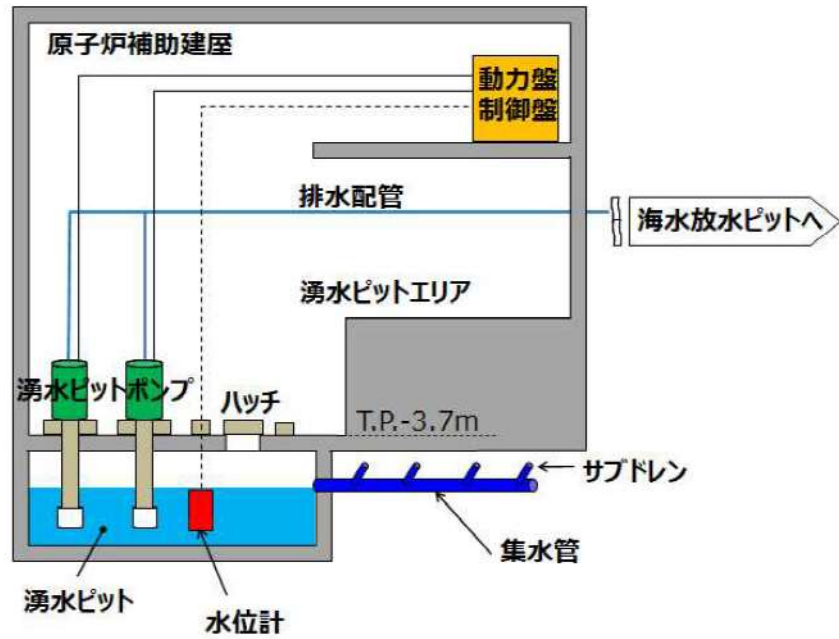 原子炉補助建屋
動力盤
制御盤
排水配管
海水放水ピットへ
湧水ピットエリア
湧水ピットポンプ
ハッチ
T.P.-3.7m
サブドレン
集水管
湧水ピット
水位計